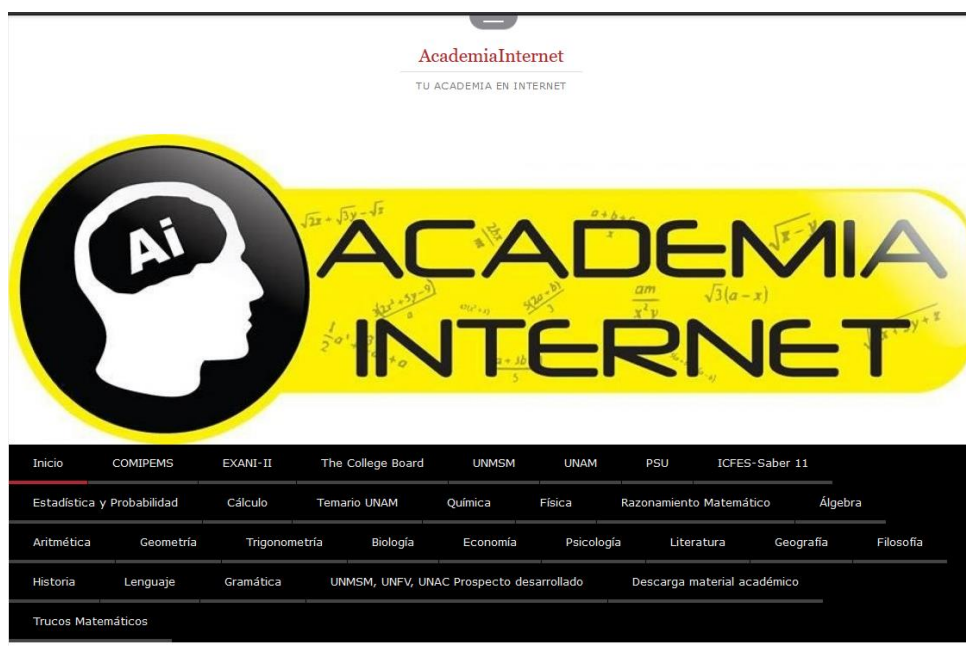 AcademiaInternet
TU ACADEMIA EN INTERNET
Ai
ACADEMIA
INTERNET
Inicio COMIPEMS EXANI-II The College Board UNMSM UNAM PSU ICFES-Saber 11
Estadística y Probabilidad Cálculo Temario UNAM Química Física Razonamiento Matemático Álgebra
Aritmética Geometría Trigonometría Biología Economía Psicología Literatura Geografía Filosofía
Historia Lenguaje Gramática UNMSM, UNFV, UNAC Prospecto desarrollado Descarga material académico
Trucos Matemáticos